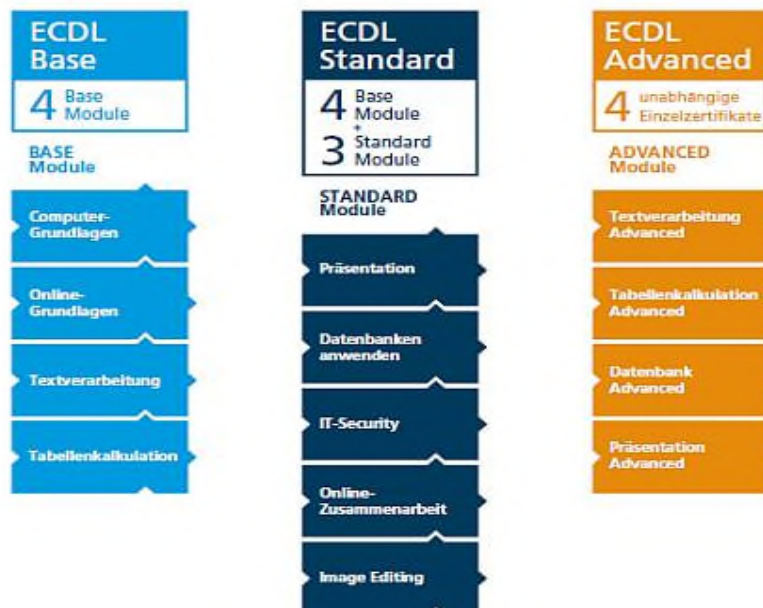 ECDL
Base
4 Base
Module
BASE
Module
Computer-
Grundlagen
Online-
Grundlagen
Textverarbeitung
Tabellenkalkulation
ECDL
Standard
4 Base
Module
+
3 Standard
Module
STANDARD
Module
Präsentation
Datenbanken
anwenden
IT-Security
Online-
Zusammenarbeit
Image Editing
ECDL
Advanced
4 unabhängige
Einzelzertifikate
ADVANCED
Module
Textverarbeitung
Advanced
Tabellenkalkulation
Advanced
Datenbank
Advanced
Präsentation
Advanced